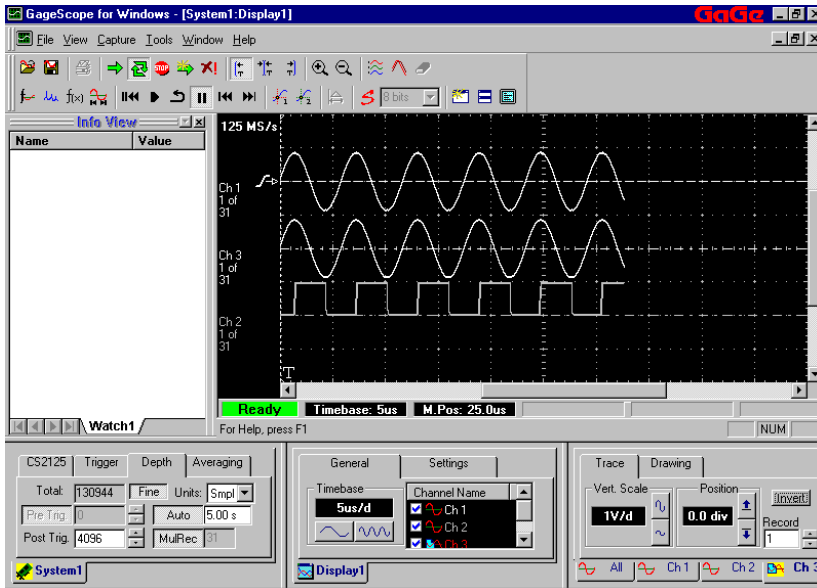 GageScope for Windows - [System1:Display1]
GaGe
File View Capture Tools Window Help
STOP
f(x)
1 2
S 8 bits
Info View
Name Value
125 MS/s
Ch 1
1 of
31
Ch 3
1 of
31
Ch 2
1 of
31
T
Ready Timebase: 5us M.Pos: 25.0us
Watch1
For Help, press F1
NUM
CS2125 Trigger Depth Averaging
Total: 130944 Fine Units: Smpl
Pre Trig. 0 Auto 5.00 s
Post Trig. 4096 MulRec 31
System1
General Settings
Timebase
5us/d
Channel Name
Ch 1
Ch 2
Ch 3
Display1
Trace Drawing
Vert. Scale
1V/d
Position
0.0 div
Invert
Record
1
All Ch 1 Ch 2 Ch 3